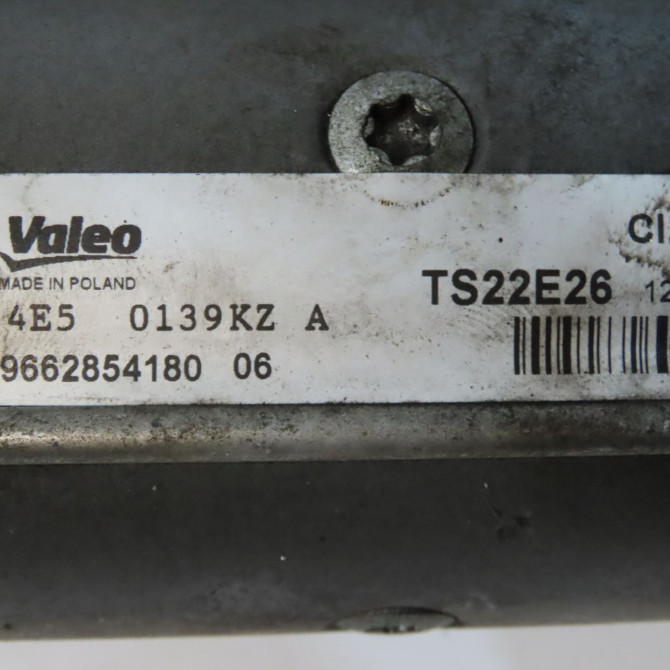 Valeo
MADE IN POLAND
4E5 0139KZ A
9662854180 06
TS22E26